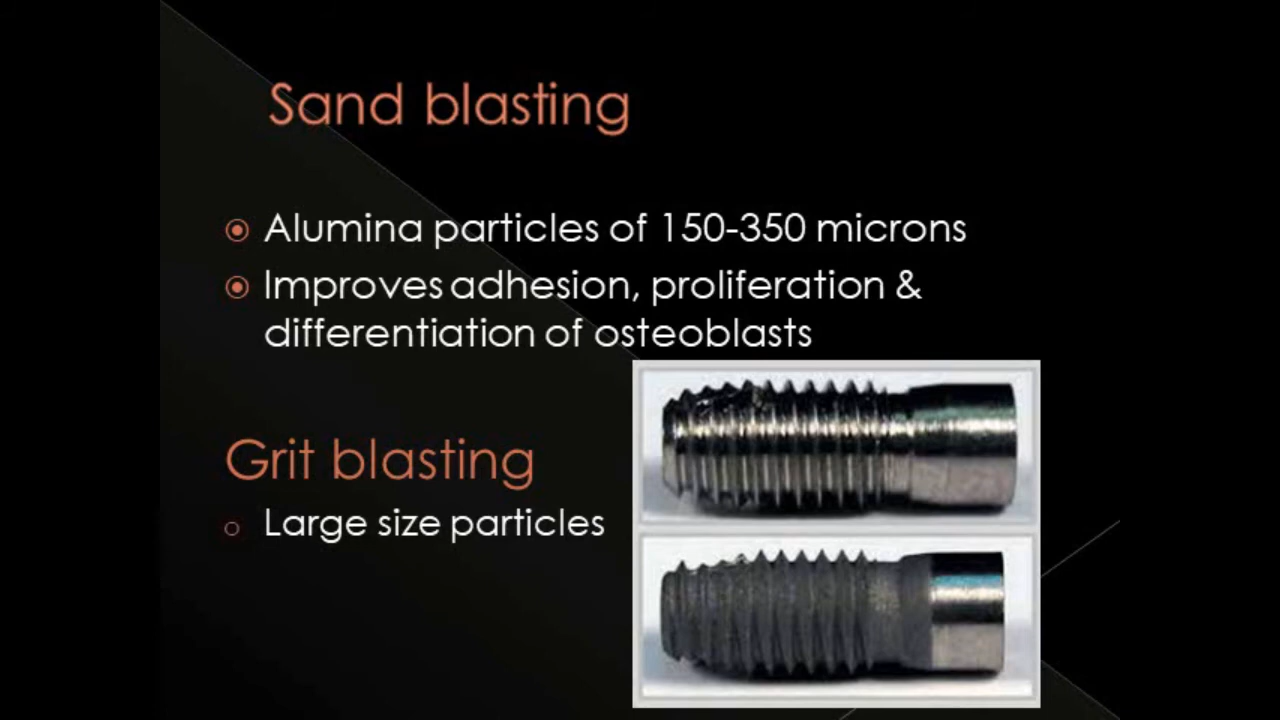 Sand blasting
Alumina particles of 150-350 microns
Improves adhesion, proliferation &
differentiation of osteoblasts
Grit blasting
Large size particles